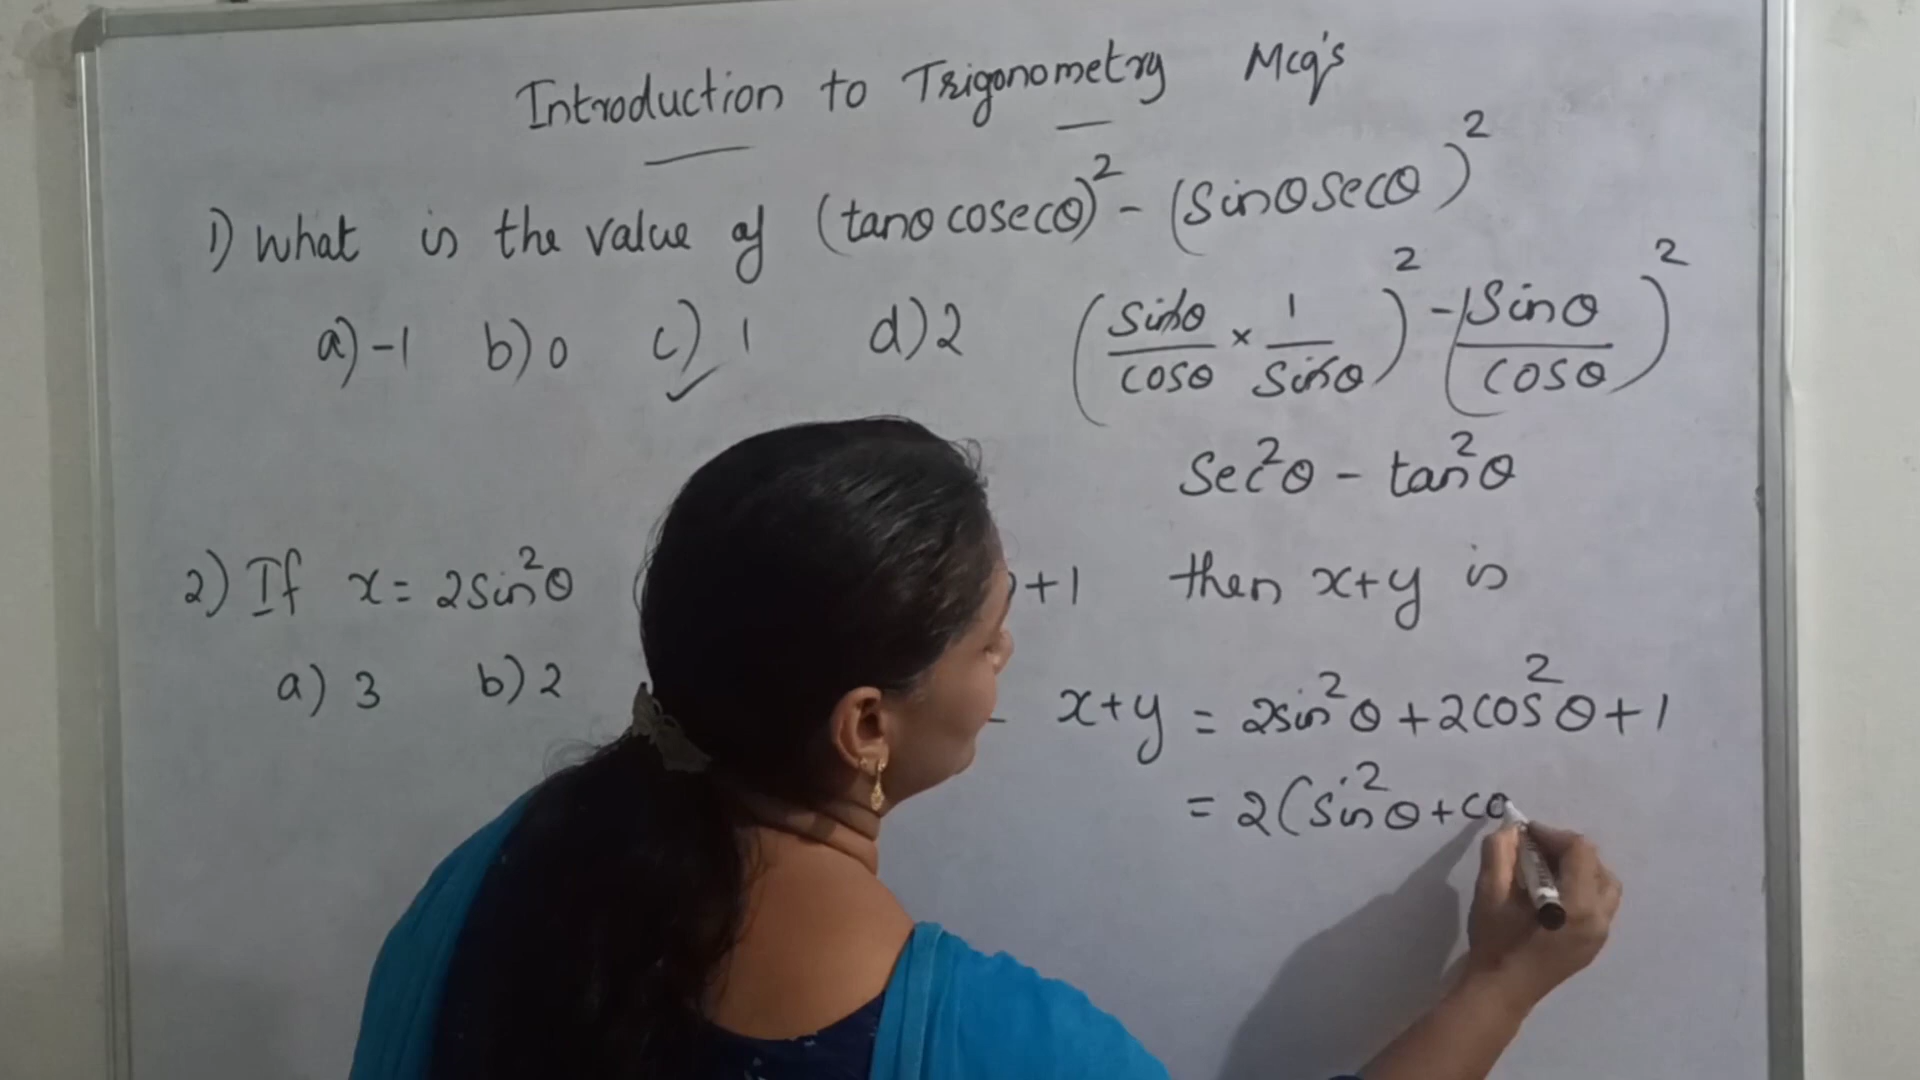 Introduction to Trigonometry Mcq's
1) What is the value of (tanθ cosecθ)² - (sinθ secθ)²
a) -1 b) 0 c) 1 d) 2 (sinθ/cosθ × 1/sinθ)² - (sinθ/cosθ)²
sec²θ - tan²θ
2) If x = 2sin²θ +1 then x+y is
a) 3 b) 2
x+y = 2sin²θ + 2cos²θ + 1
= 2(sin²θ + co